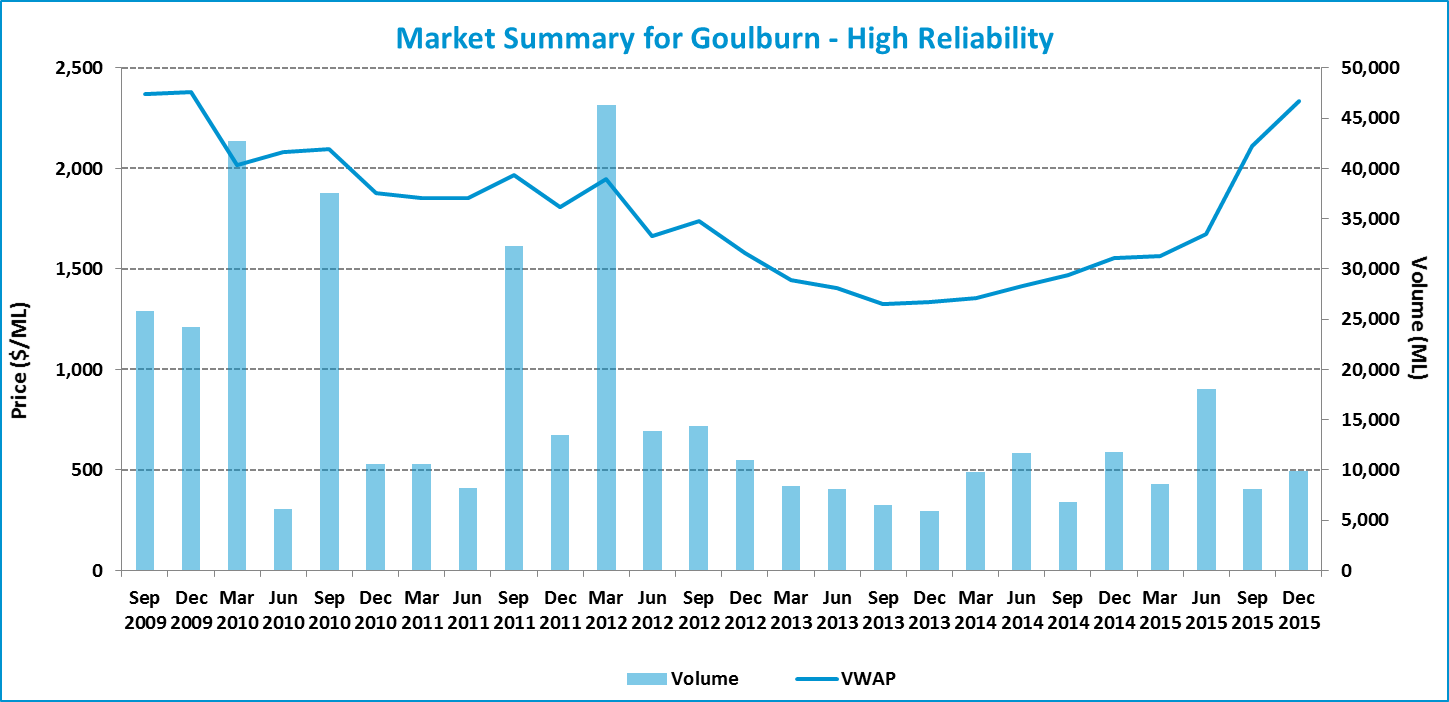 Market Summary for Goulburn - High Reliability
2,500
2,000
1,500
1,000
500
0
Price ($/ML)
50,000
45,000
40,000
35,000
30,000
25,000
20,000
15,000
10,000
5,000
0
Volume (ML)
Sep Dec Mar Jun Sep Dec Mar Jun Sep Dec Mar Jun Sep Dec Mar Jun Sep Dec Mar Jun Sep Dec Mar Jun Sep Dec
2009 2009 2010 2010 2010 2010 2011 2011 2011 2011 2012 2012 2012 2012 2013 2013 2013 2013 2014 2014 2014 2014 2015 2015 2015 2015
Volume VWAP